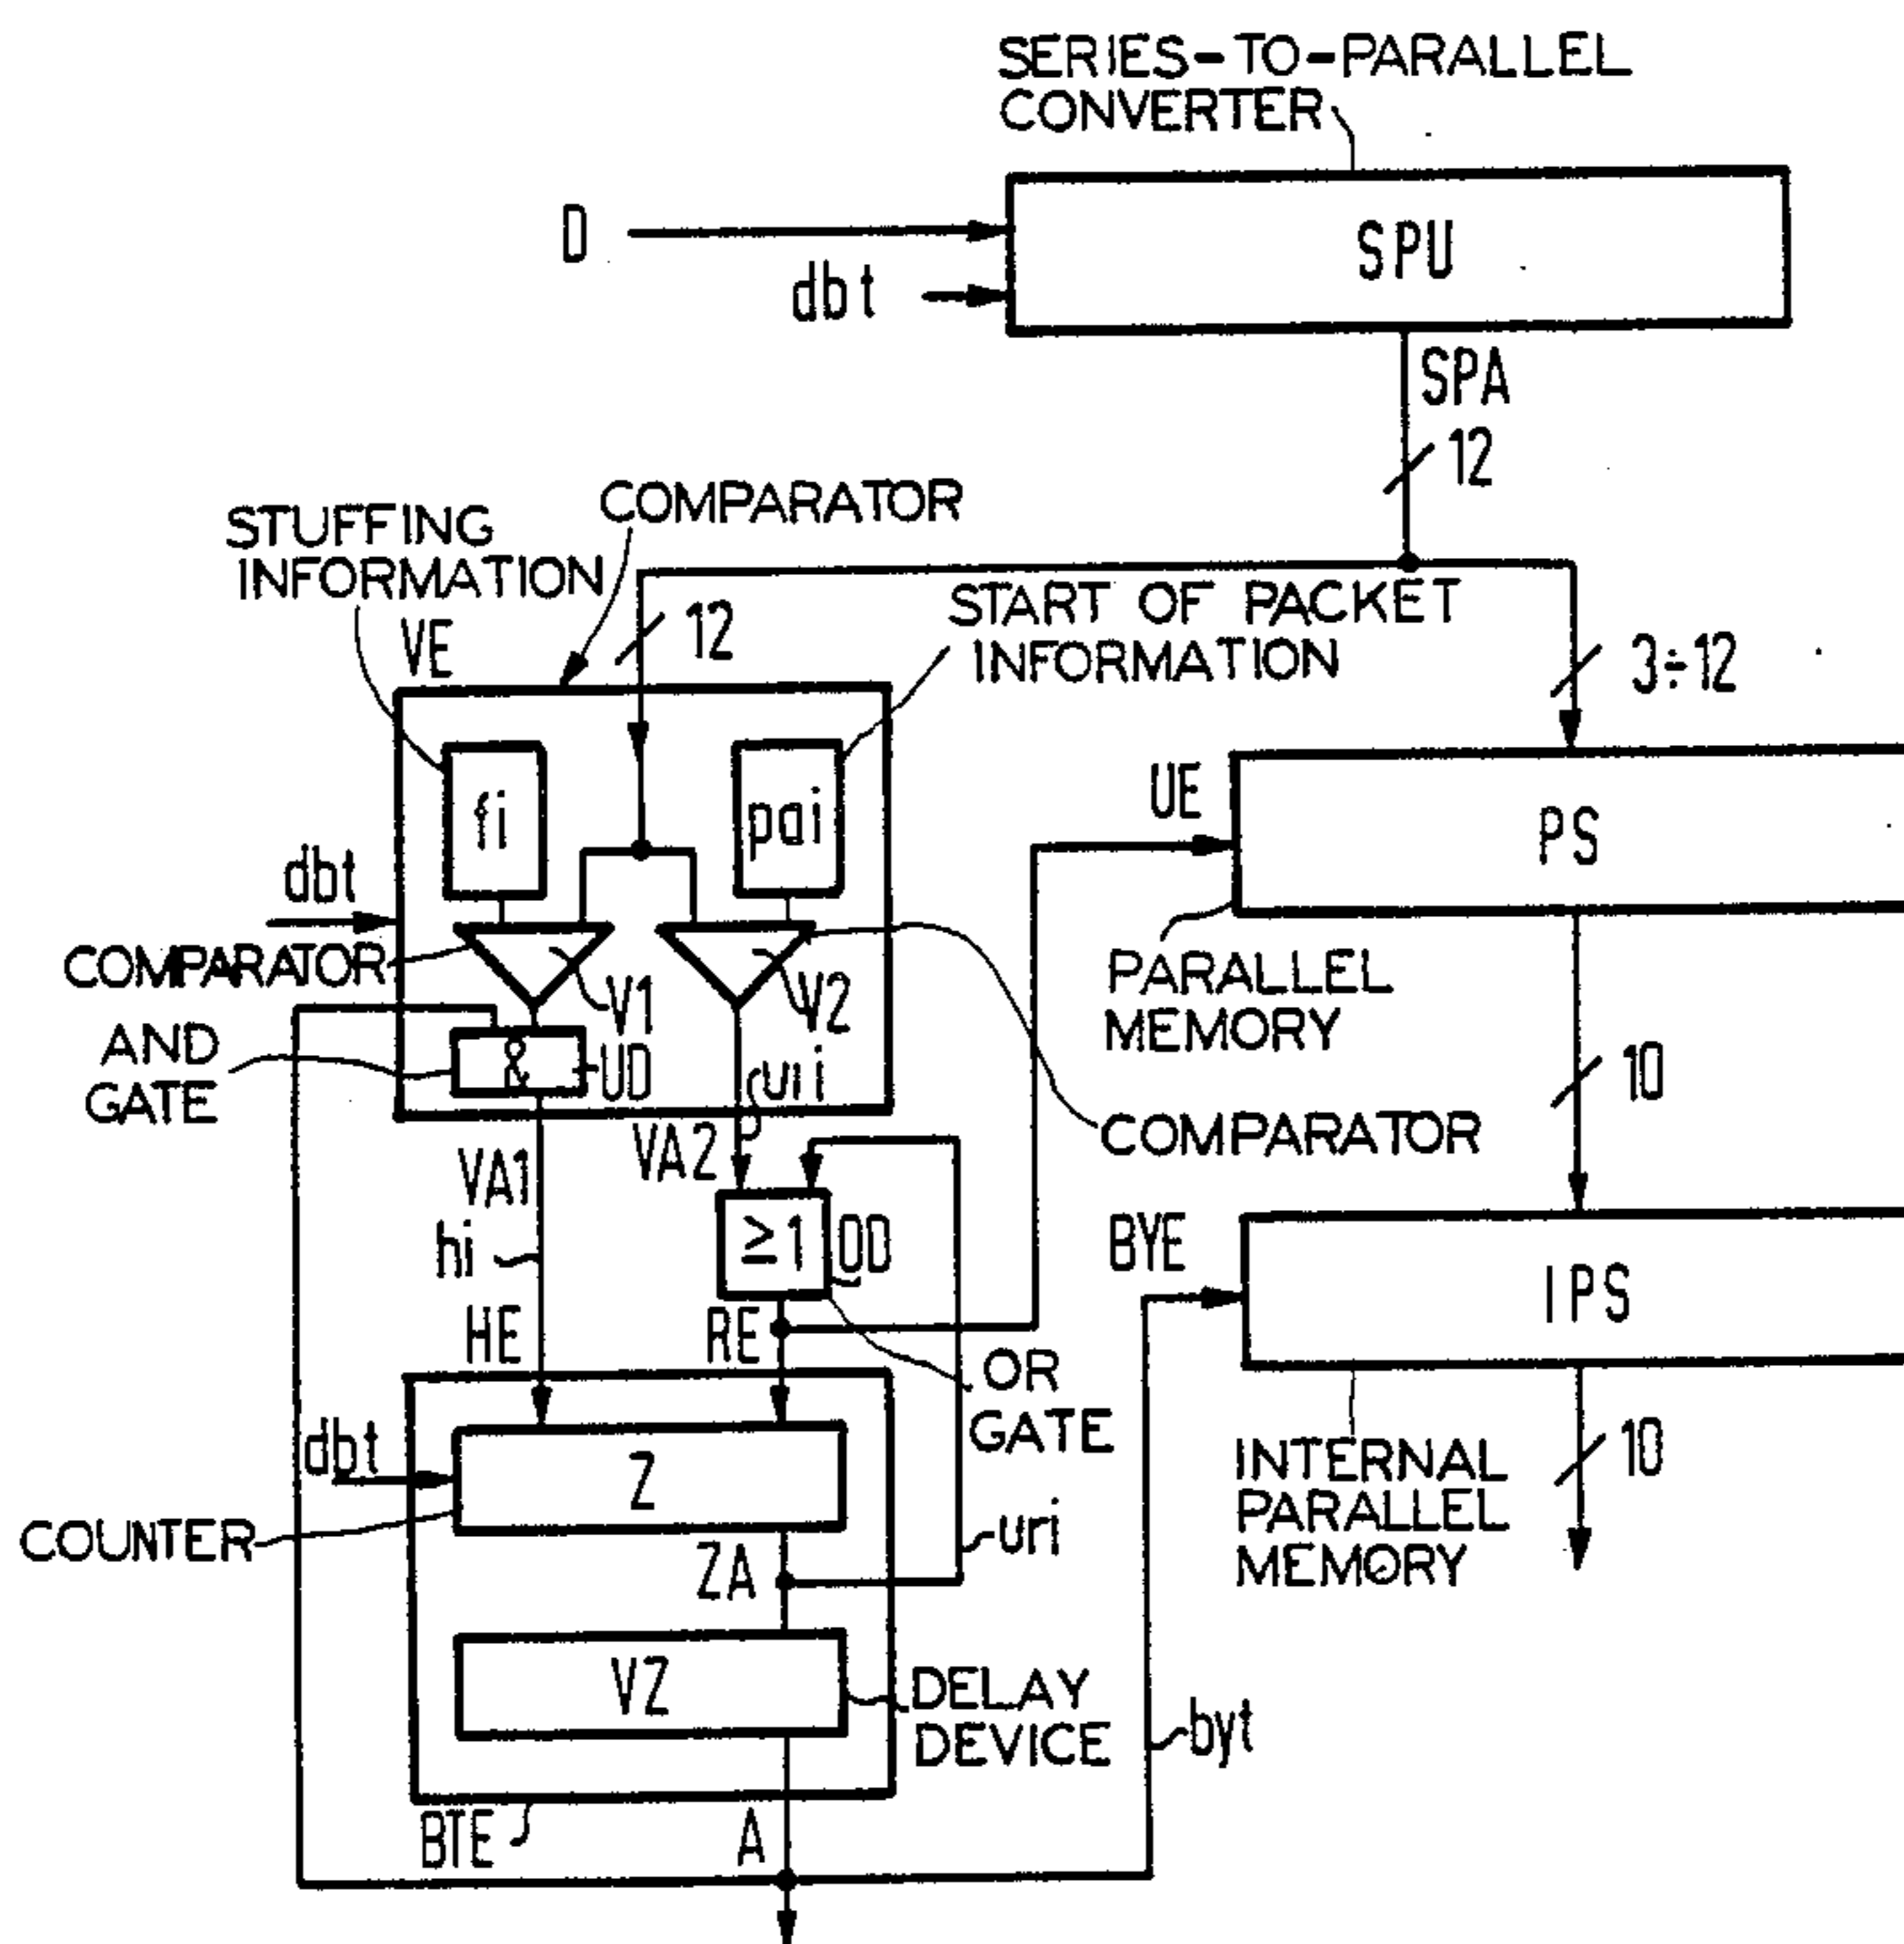 SERIES-TO-PARALLEL
CONVERTER
D
SPU
dbt
SPA
12
COMPARATOR
STUFFING
INFORMATION
VE
12
START OF PACKET
INFORMATION
3÷12
fi
pai
UE
PS
dbt
COMPARATOR
V1
V2
PARALLEL
MEMORY
AND
GATE
&
UD
uri
10
COMPARATOR
VA1
VA2
hi
≥1
OD
BYE
IPS
HE
RE
OR
GATE
dbt
Z
10
INTERNAL
PARALLEL
MEMORY
COUNTER
ZA
uri
VZ
DELAY
DEVICE
byt
BTE
A